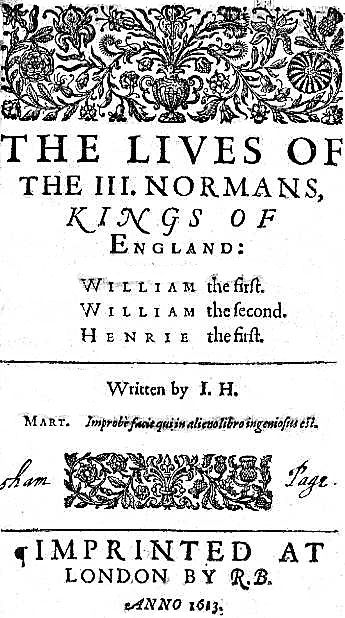 THE LIVES OF
THE III. NORMANS,
KINGS OF
ENGLAND:
WILLIAM the firſt.
WILLIAM the ſecond.
HENRIE the firſt.
Written by I. H.
MART. Improbè facit qui in alieno libro ingenioſus eſt.
ſham Page.
¶IMPRINTED AT
LONDON BY R.B.
ANNO 1613.